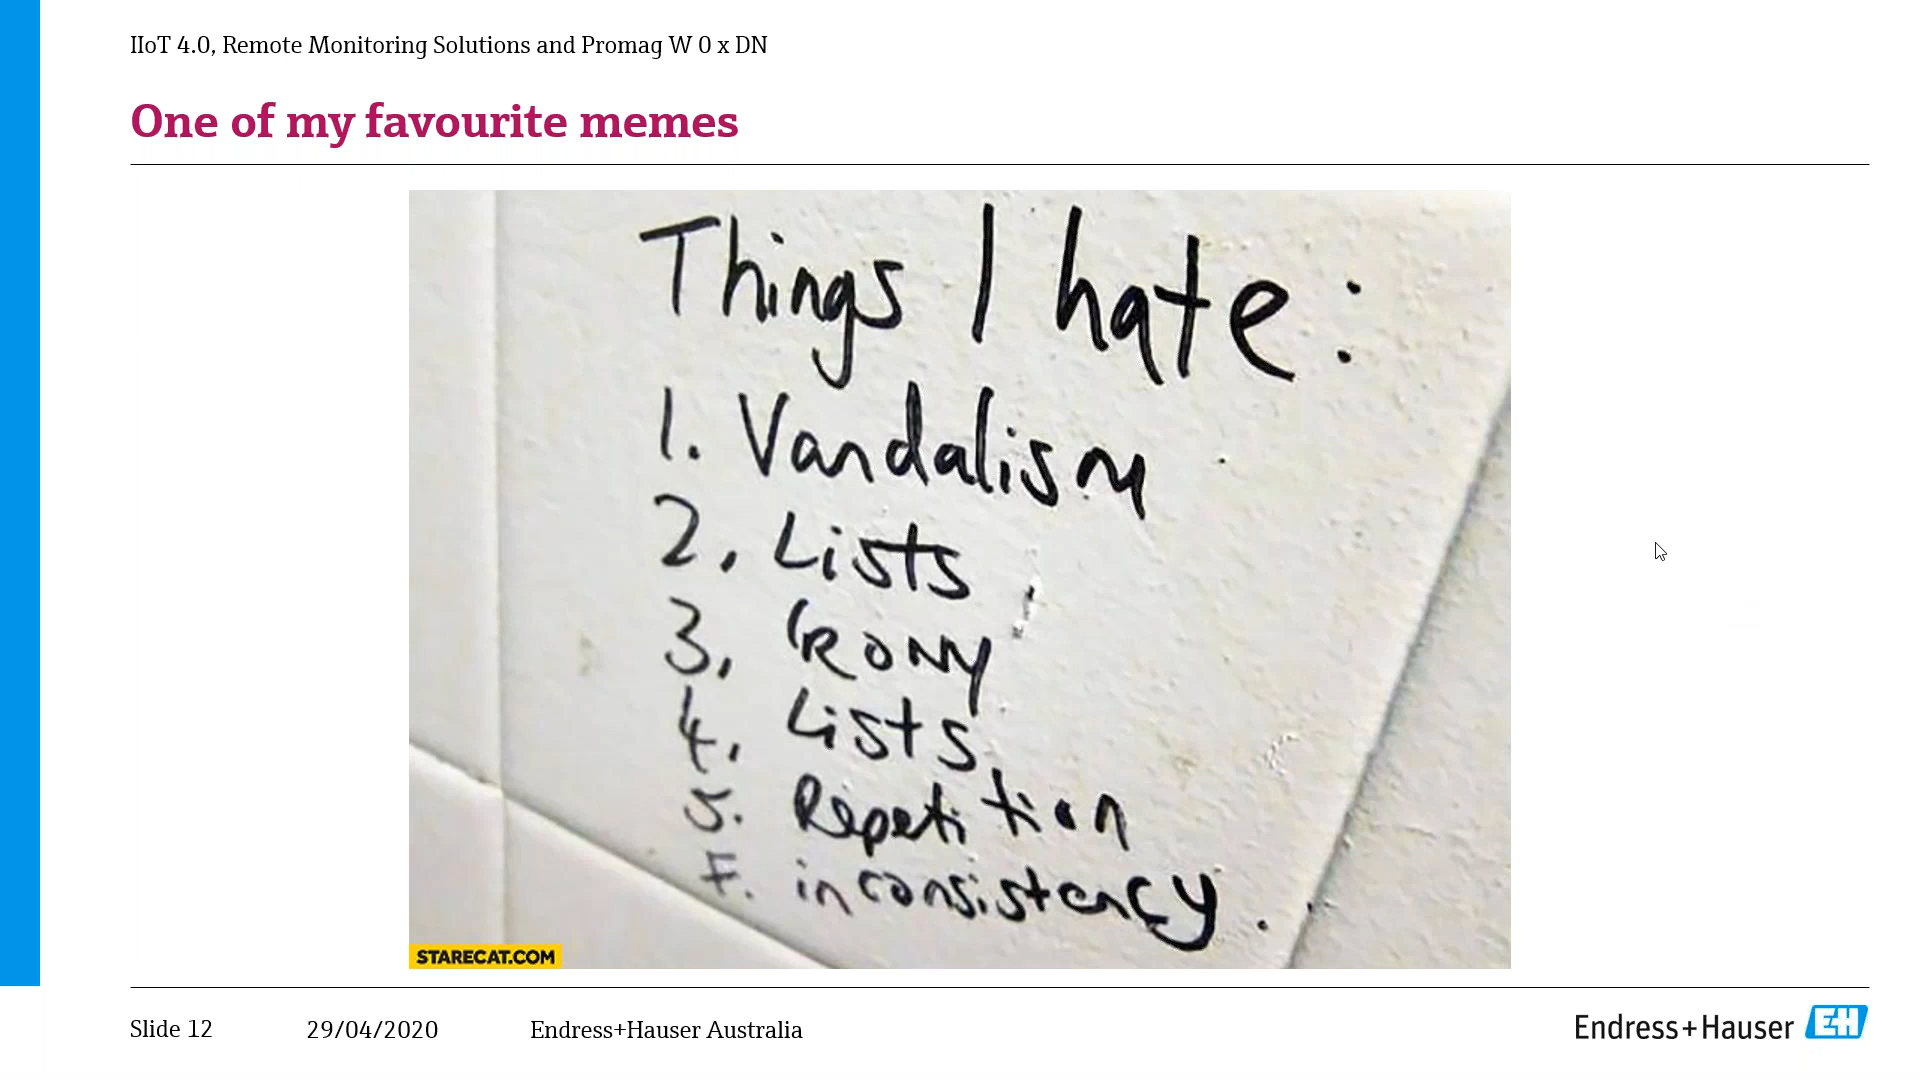 IIoT 4.0, Remote Monitoring Solutions and Promag W 0 x DN
One of my favourite memes
Things I hate:
1. Vandalism
2. Lists
3. IRONY
4. Lists
5. Repetition
7. inconsistency.
STARECAT.COM
Slide 12 29/04/2020 Endress+Hauser Australia Endress+Hauser EH